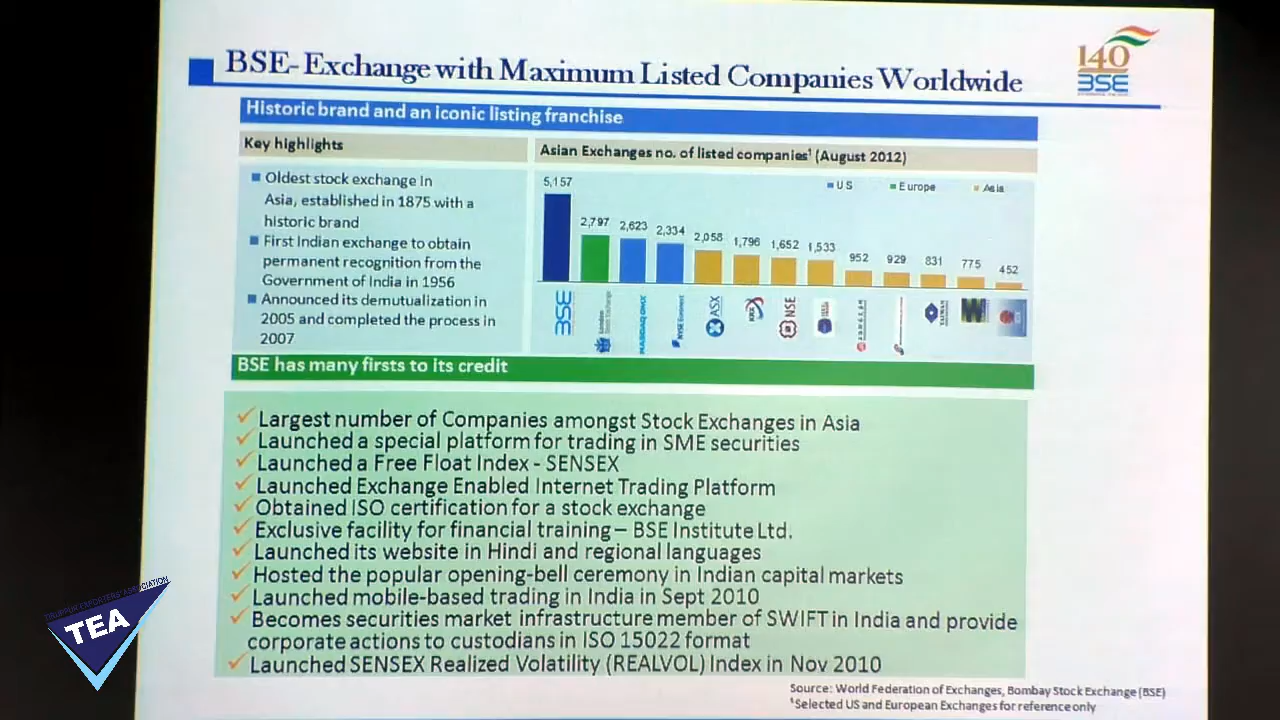 BSE-Exchange with Maximum Listed Companies Worldwide
140
BSE
Historic brand and an iconic listing franchise
Key highlights
Oldest stock exchange In
Asia, established in 1875 with a
historic brand
First Indian exchange to obtain
permanent recognition from the
Government of India in 1956
Announced its demutualization in
2005 and completed the process in
2007
Asian Exchanges no. of listed companies¹ (August 2012)
US Europe Asia
5,157 2,797 2,623 2,334 2,058 1,796 1,652 1,533 952 929 831 775 452
BSE
London
Stock Exchange
NASDAQ OMX
NYSE Euronext
ASX
KRX
NSE
TAIWAN
BSE has many firsts to its credit
✓ Largest number of Companies amongst Stock Exchanges in Asia
✓ Launched a special platform for trading in SME securities
✓ Launched a Free Float Index - SENSEX
✓ Launched Exchange Enabled Internet Trading Platform
✓ Obtained ISO certification for a stock exchange
✓ Exclusive facility for financial training – BSE Institute Ltd.
✓ Launched its website in Hindi and regional languages
✓ Hosted the popular opening-bell ceremony in Indian capital markets
✓ Launched mobile-based trading in India in Sept 2010
✓ Becomes securities market infrastructure member of SWIFT in India and provide
corporate actions to custodians in ISO 15022 format
✓ Launched SENSEX Realized Volatility (REALVOL) Index in Nov 2010
Source: World Federation of Exchanges, Bombay Stock Exchange (BSE)
¹Selected US and European Exchanges for reference only
TIRUPUR EXPORTERS' ASSOCIATION
TEA